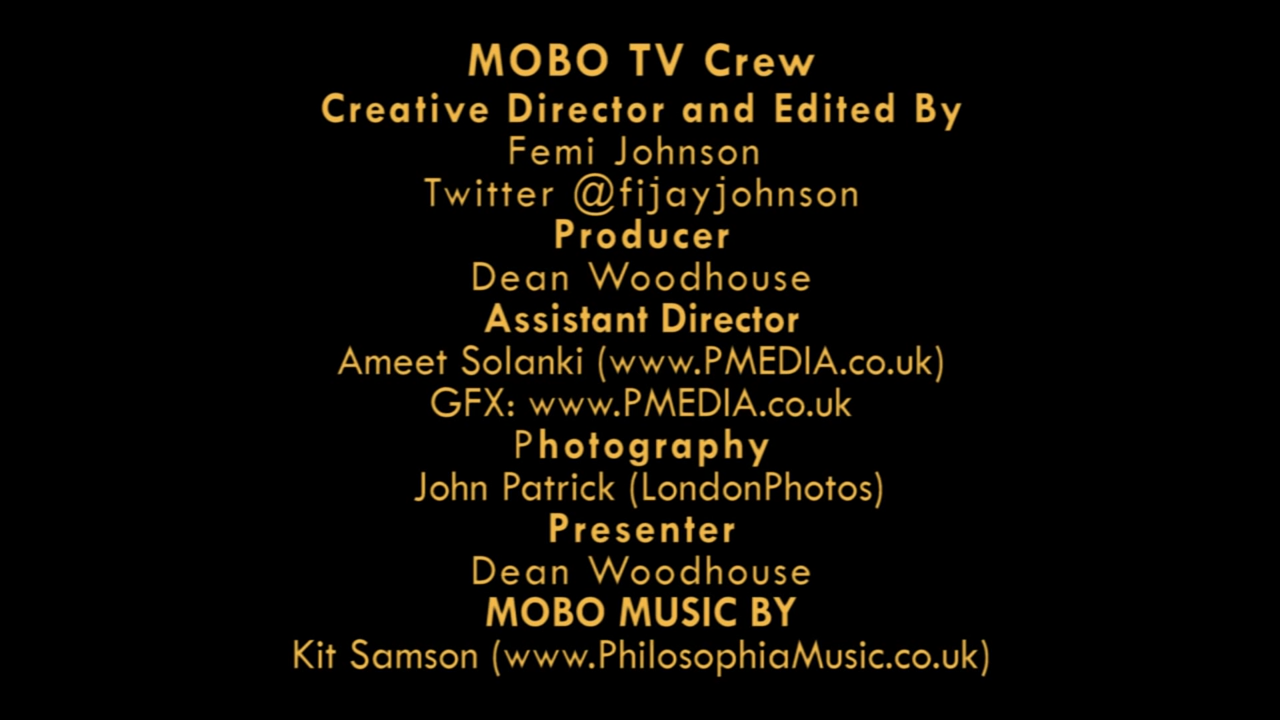 MOBO TV Crew
Creative Director and Edited By
Femi Johnson
Twitter @fijayjohnson
Producer
Dean Woodhouse
Assistant Director
Ameet Solanki (www.PMEDIA.co.uk)
GFX: www.PMEDIA.co.uk
Photography
John Patrick (LondonPhotos)
Presenter
Dean Woodhouse
MOBO MUSIC BY
Kit Samson (www.PhilosophiaMusic.co.uk)